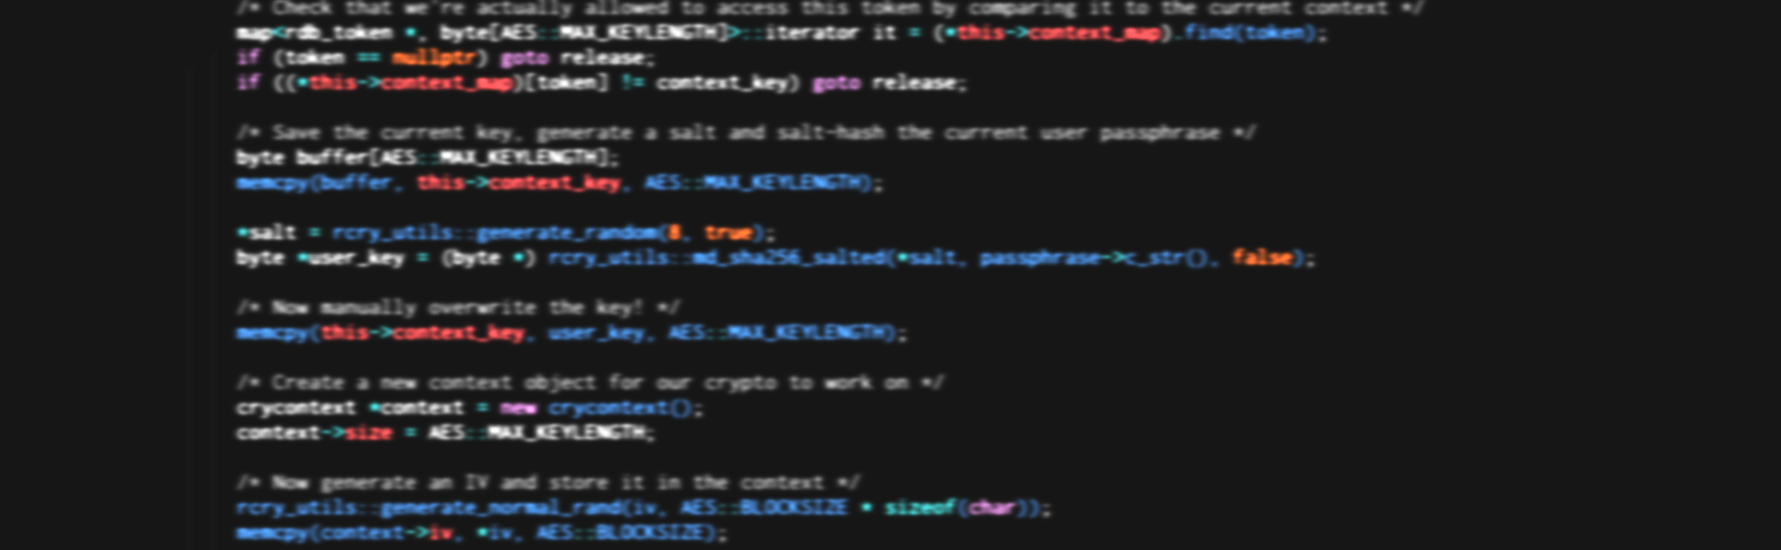 /* Check that we're actually allowed to access this token by comparing it to the current context */
map<rdb_token *, byte[AES::MAX_KEYLENGTH]>::iterator it = (*this->context_map).find(token);
if (token == nullptr) goto release;
if ((*this->context_map)[token] != context_key) goto release;
/* Save the current key, generate a salt and salt-hash the current user passphrase */
byte buffer[AES::MAX_KEYLENGTH];
memcpy(buffer, this->context_key, AES::MAX_KEYLENGTH);
*salt = rcry_utils::generate_random(8, true);
byte *user_key = (byte *) rcry_utils::md_sha256_salted(*salt, passphrase->c_str(), false);
/* Now manually overwrite the key! */
memcpy(this->context_key, user_key, AES::MAX_KEYLENGTH);
/* Create a new context object for our crypto to work on */
crycontext *context = new crycontext();
context->size = AES::MAX_KEYLENGTH;
/* Now generate an IV and store it in the context */
rcry_utils::generate_normal_rand(iv, AES::BLOCKSIZE * sizeof(char));
memcpy(context->iv, *iv, AES::BLOCKSIZE);